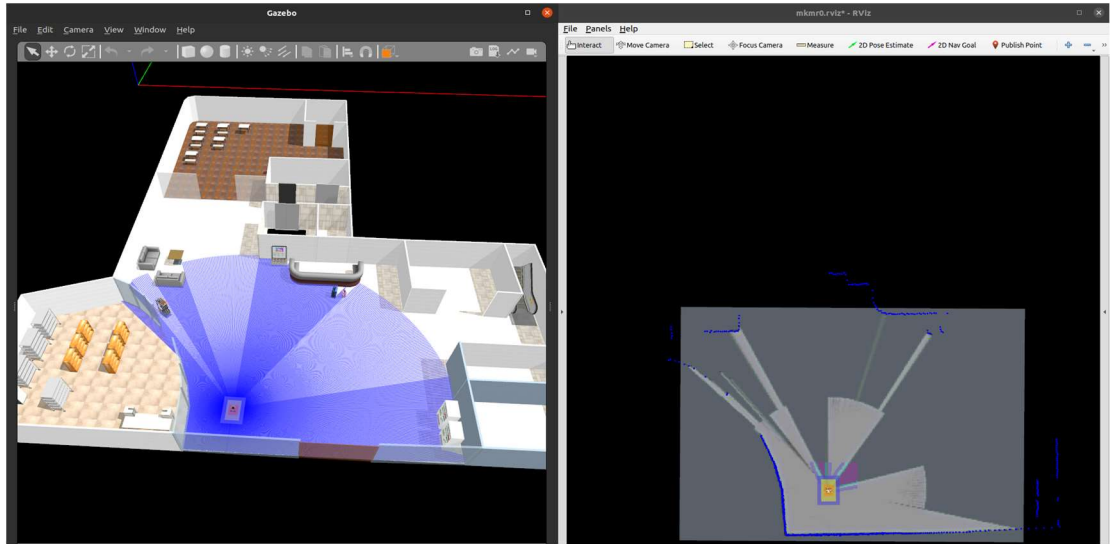 Gazebo
File Edit Camera View Window Help
mkmr0.rviz* - RViz
File Panels Help
Interact Move Camera Select Focus Camera Measure 2D Pose Estimate 2D Nav Goal Publish Point